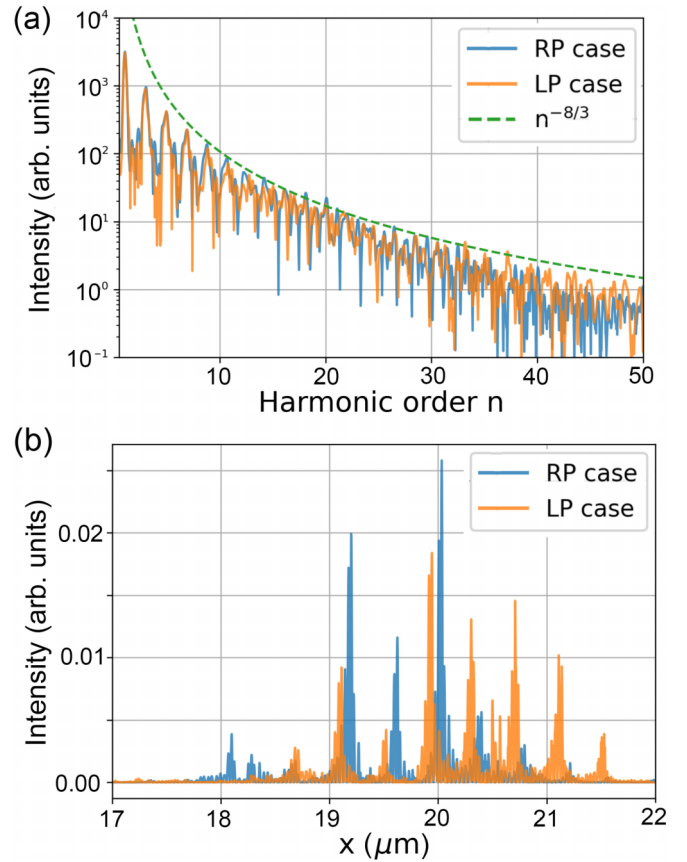 (a)
10^4
10^3
10^2
10^1
10^0
10^−1
Intensity (arb. units)
RP case
LP case
n^−8/3
10 20 30 40 50
Harmonic order n
(b)
0.02
0.01
0.00
Intensity (arb. units)
RP case
LP case
17 18 19 20 21 22
x (μm)